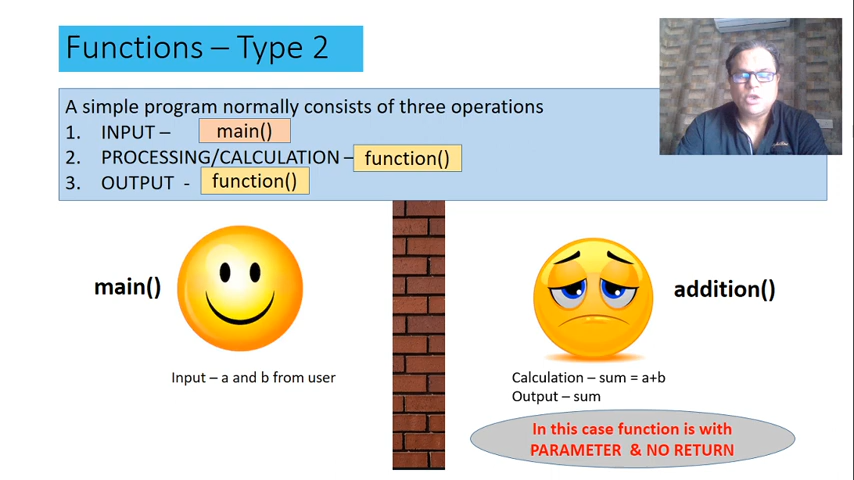 Functions – Type 2
A simple program normally consists of three operations
1. INPUT – main()
2. PROCESSING/CALCULATION – function()
3. OUTPUT - function()
main()
addition()
Input – a and b from user
Calculation – sum = a+b
Output – sum
In this case function is with
PARAMETER & NO RETURN